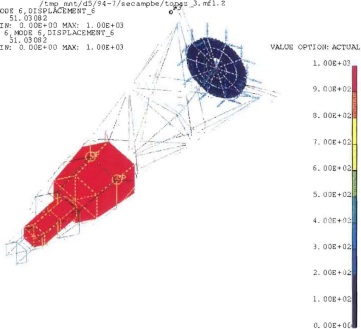 /tmp_mnt/d5/94-7/secampbe/
ODE 6,DISPLACEMENT_6
51.03082
IN: 0.00E+00 MAX: 1.00E+03
6,MODE 6,DISPLACEMENT_6
51.03082
IN: 0.00E+00 MAX: 1.00E+03
VALUE OPTION:ACTUAL
1.00E+03
9.00E+02
8.00E+02
7.00E+02
6.00E+02
5.00E+02
4.00E+02
3.00E+02
2.00E+02
1.00E+02
0.00E+00